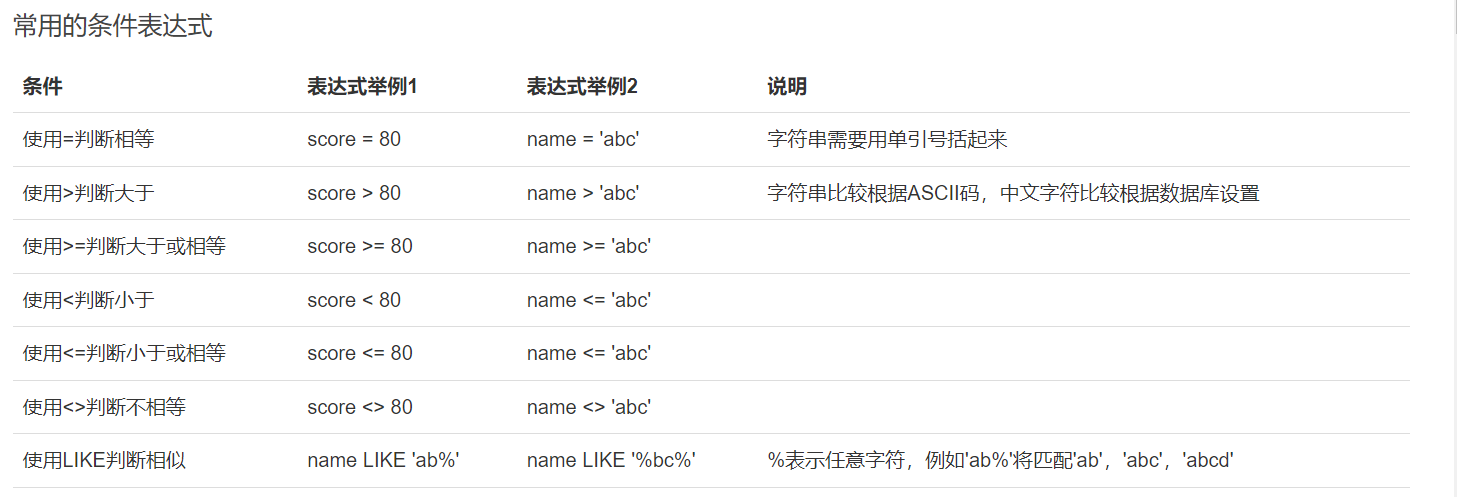 常用的条件表达式
条件 表达式举例1 表达式举例2 说明
使用=判断相等 score = 80 name = 'abc' 字符串需要用单引号括起来
使用>判断大于 score > 80 name > 'abc' 字符串比较根据ASCII码，中文字符比较根据数据库设置
使用>=判断大于或相等 score >= 80 name >= 'abc'
使用<判断小于 score < 80 name <= 'abc'
使用<=判断小于或相等 score <= 80 name <= 'abc'
使用<>判断不相等 score <> 80 name <> 'abc'
使用LIKE判断相似 name LIKE 'ab%' name LIKE '%bc%' %表示任意字符，例如'ab%'将匹配'ab'，'abc'，'abcd'